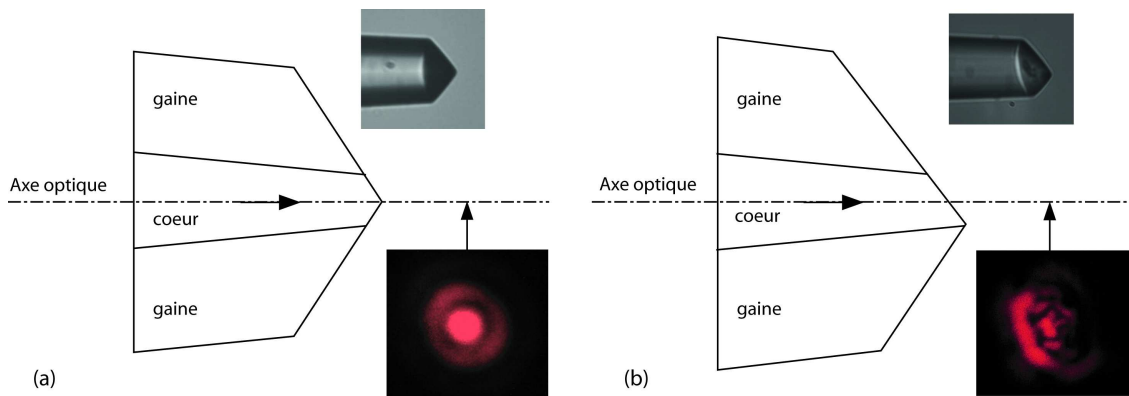 gaine
Axe optique
coeur
gaine
(a)
gaine
Axe optique
coeur
gaine
(b)